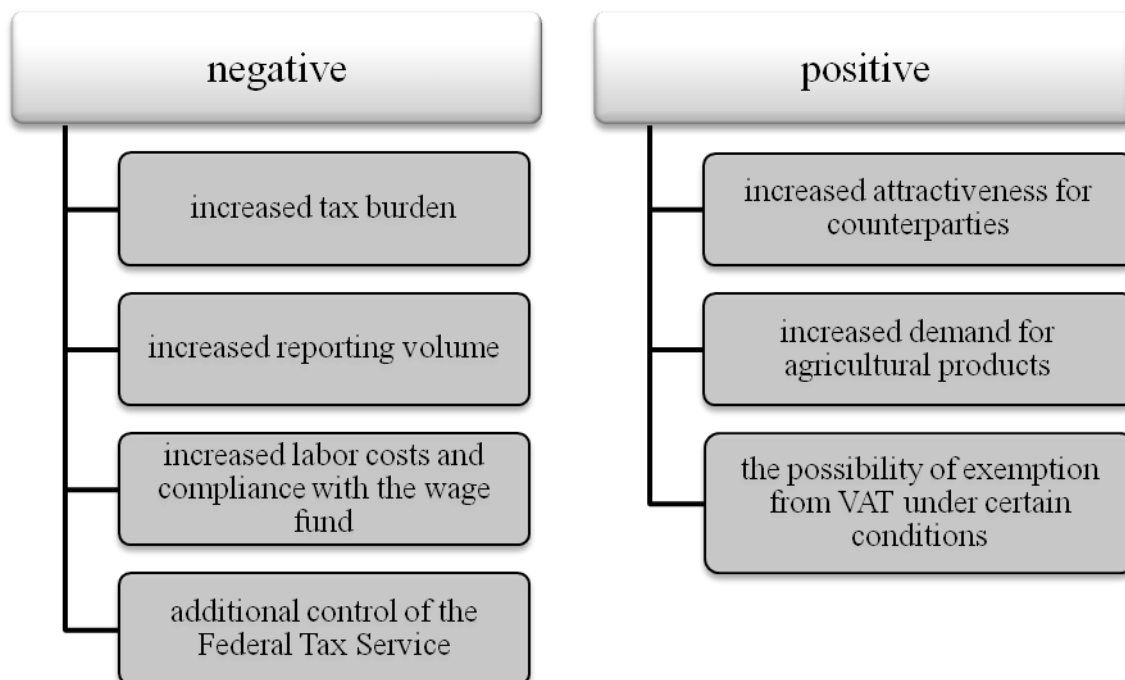 negative
increased tax burden
increased reporting volume
increased labor costs and
compliance with the wage
fund
additional control of the
Federal Tax Service
positive
increased attractiveness for
counterparties
increased demand for
agricultural products
the possibility of exemption
from VAT under certain
conditions